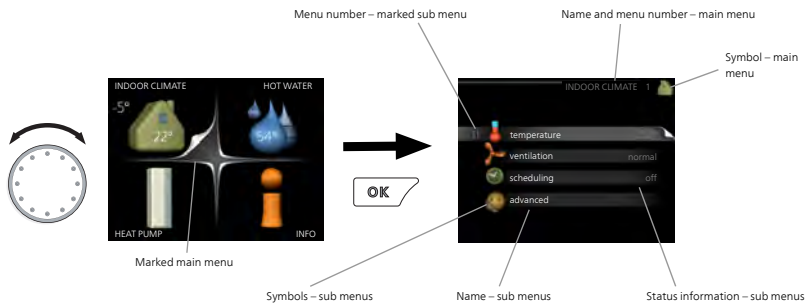 Menu number – marked sub menu
Name and menu number – main menu
Symbol – main
menu
INDOOR CLIMATE
HOT WATER
-5°
22°
54°
HEAT PUMP
INFO
Marked main menu
OK
INDOOR CLIMATE 1
temperature
ventilation normal
scheduling off
advanced
Symbols – sub menus
Name – sub menus
Status information – sub menus